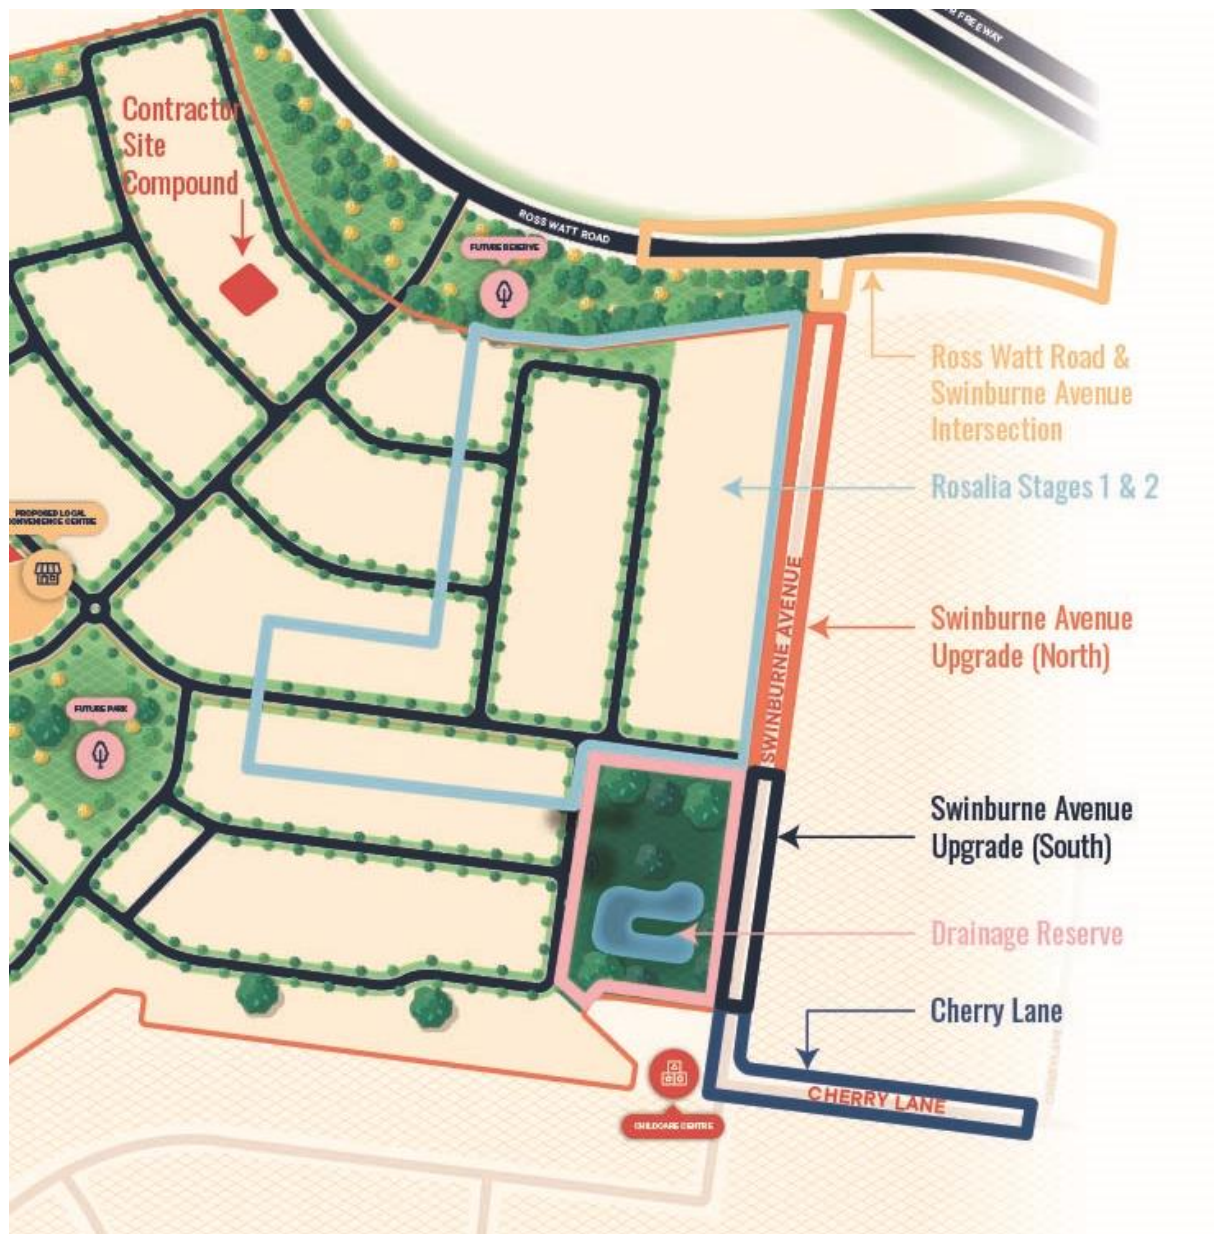 FREEWAY
Contractor
Site
Compound
ROSS WATT ROAD
FUTURE RESERVE
Ross Watt Road &
Swinburne Avenue
Intersection
Rosalia Stages 1 & 2
PROPOSED LOCAL
CONVENIENCE CENTRE
SWINBURNE AVENUE
Swinburne Avenue
Upgrade (North)
FUTURE PARK
Swinburne Avenue
Upgrade (South)
Drainage Reserve
Cherry Lane
CHERRY LANE
CHILDCARE CENTRE